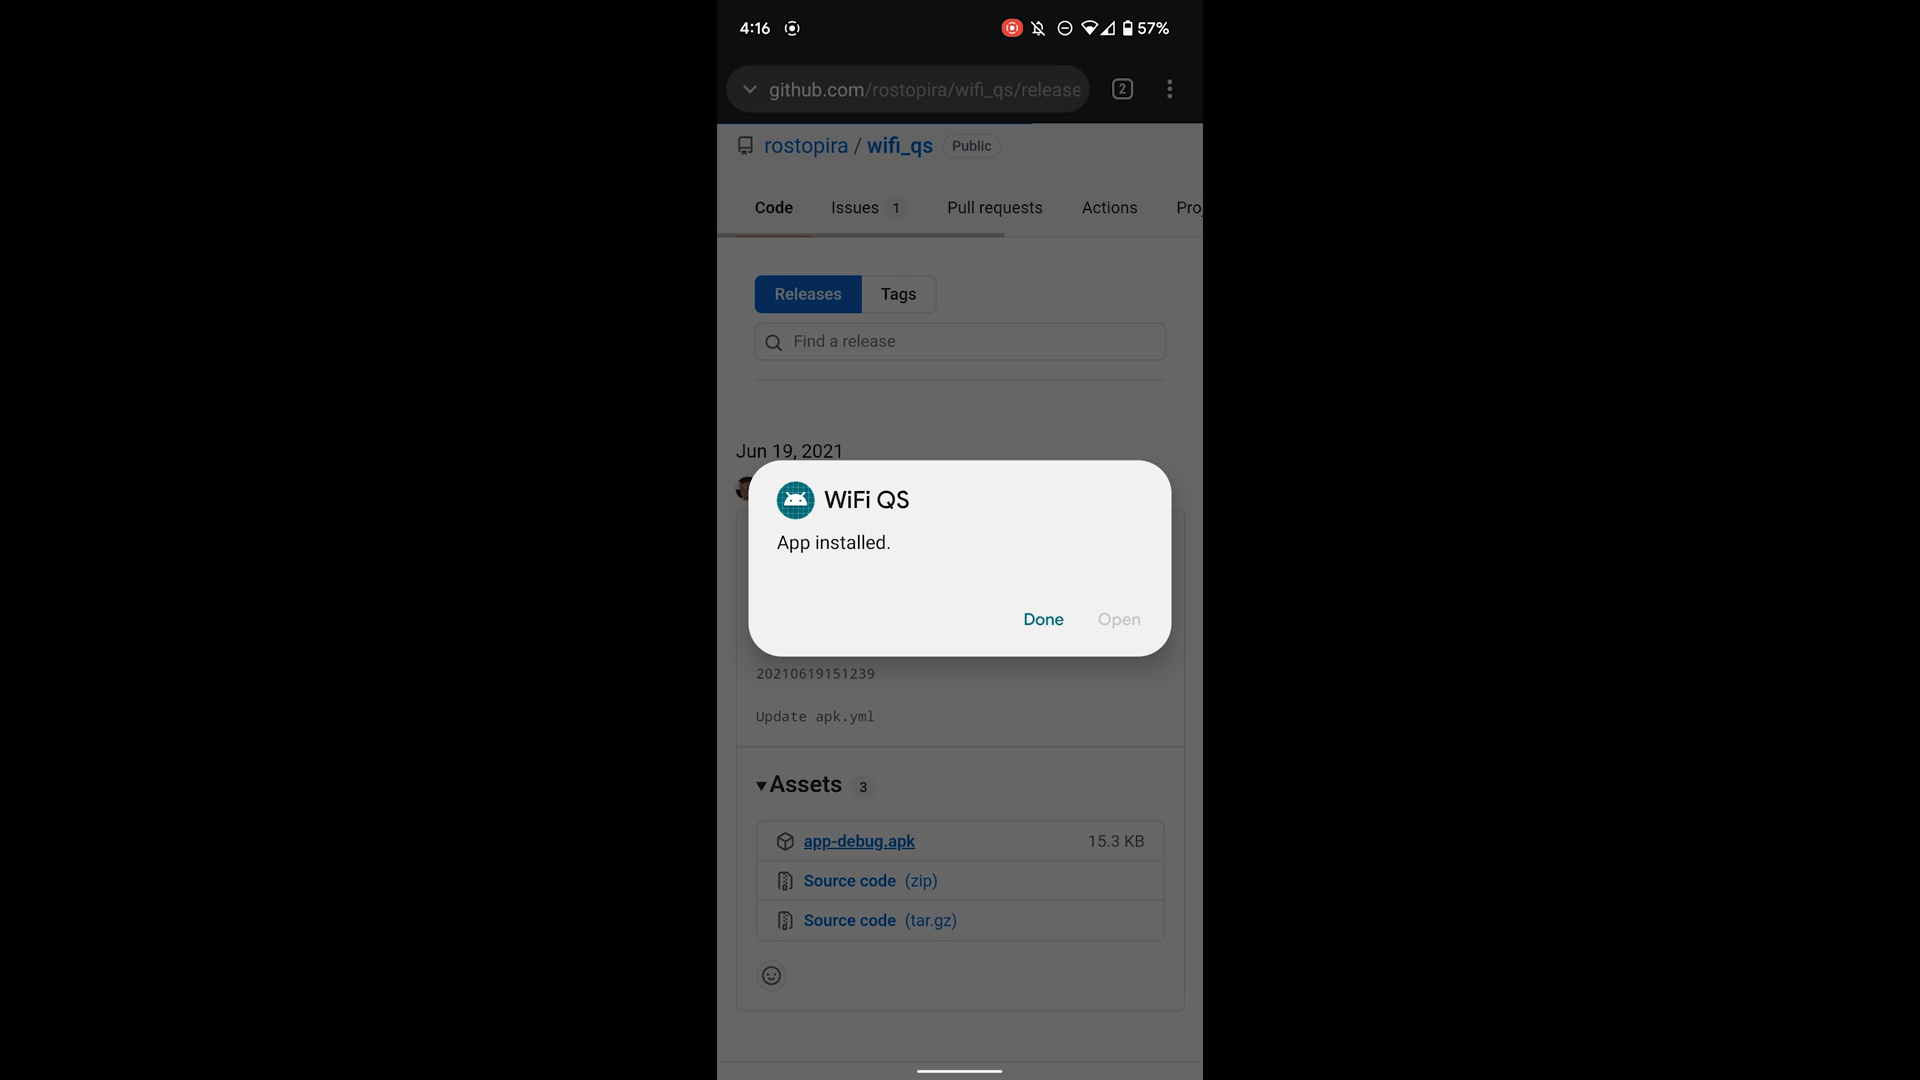 4:16
57%
github.com/rostopira/wifi_qs/release
2
rostopira / wifi_qs Public
Code Issues 1 Pull requests Actions Pro
Releases Tags
Find a release
Jun 19, 2021
WiFi QS
App installed.
Done Open
20210619151239
Update apk.yml
Assets 3
app-debug.apk 15.3 KB
Source code (zip)
Source code (tar.gz)